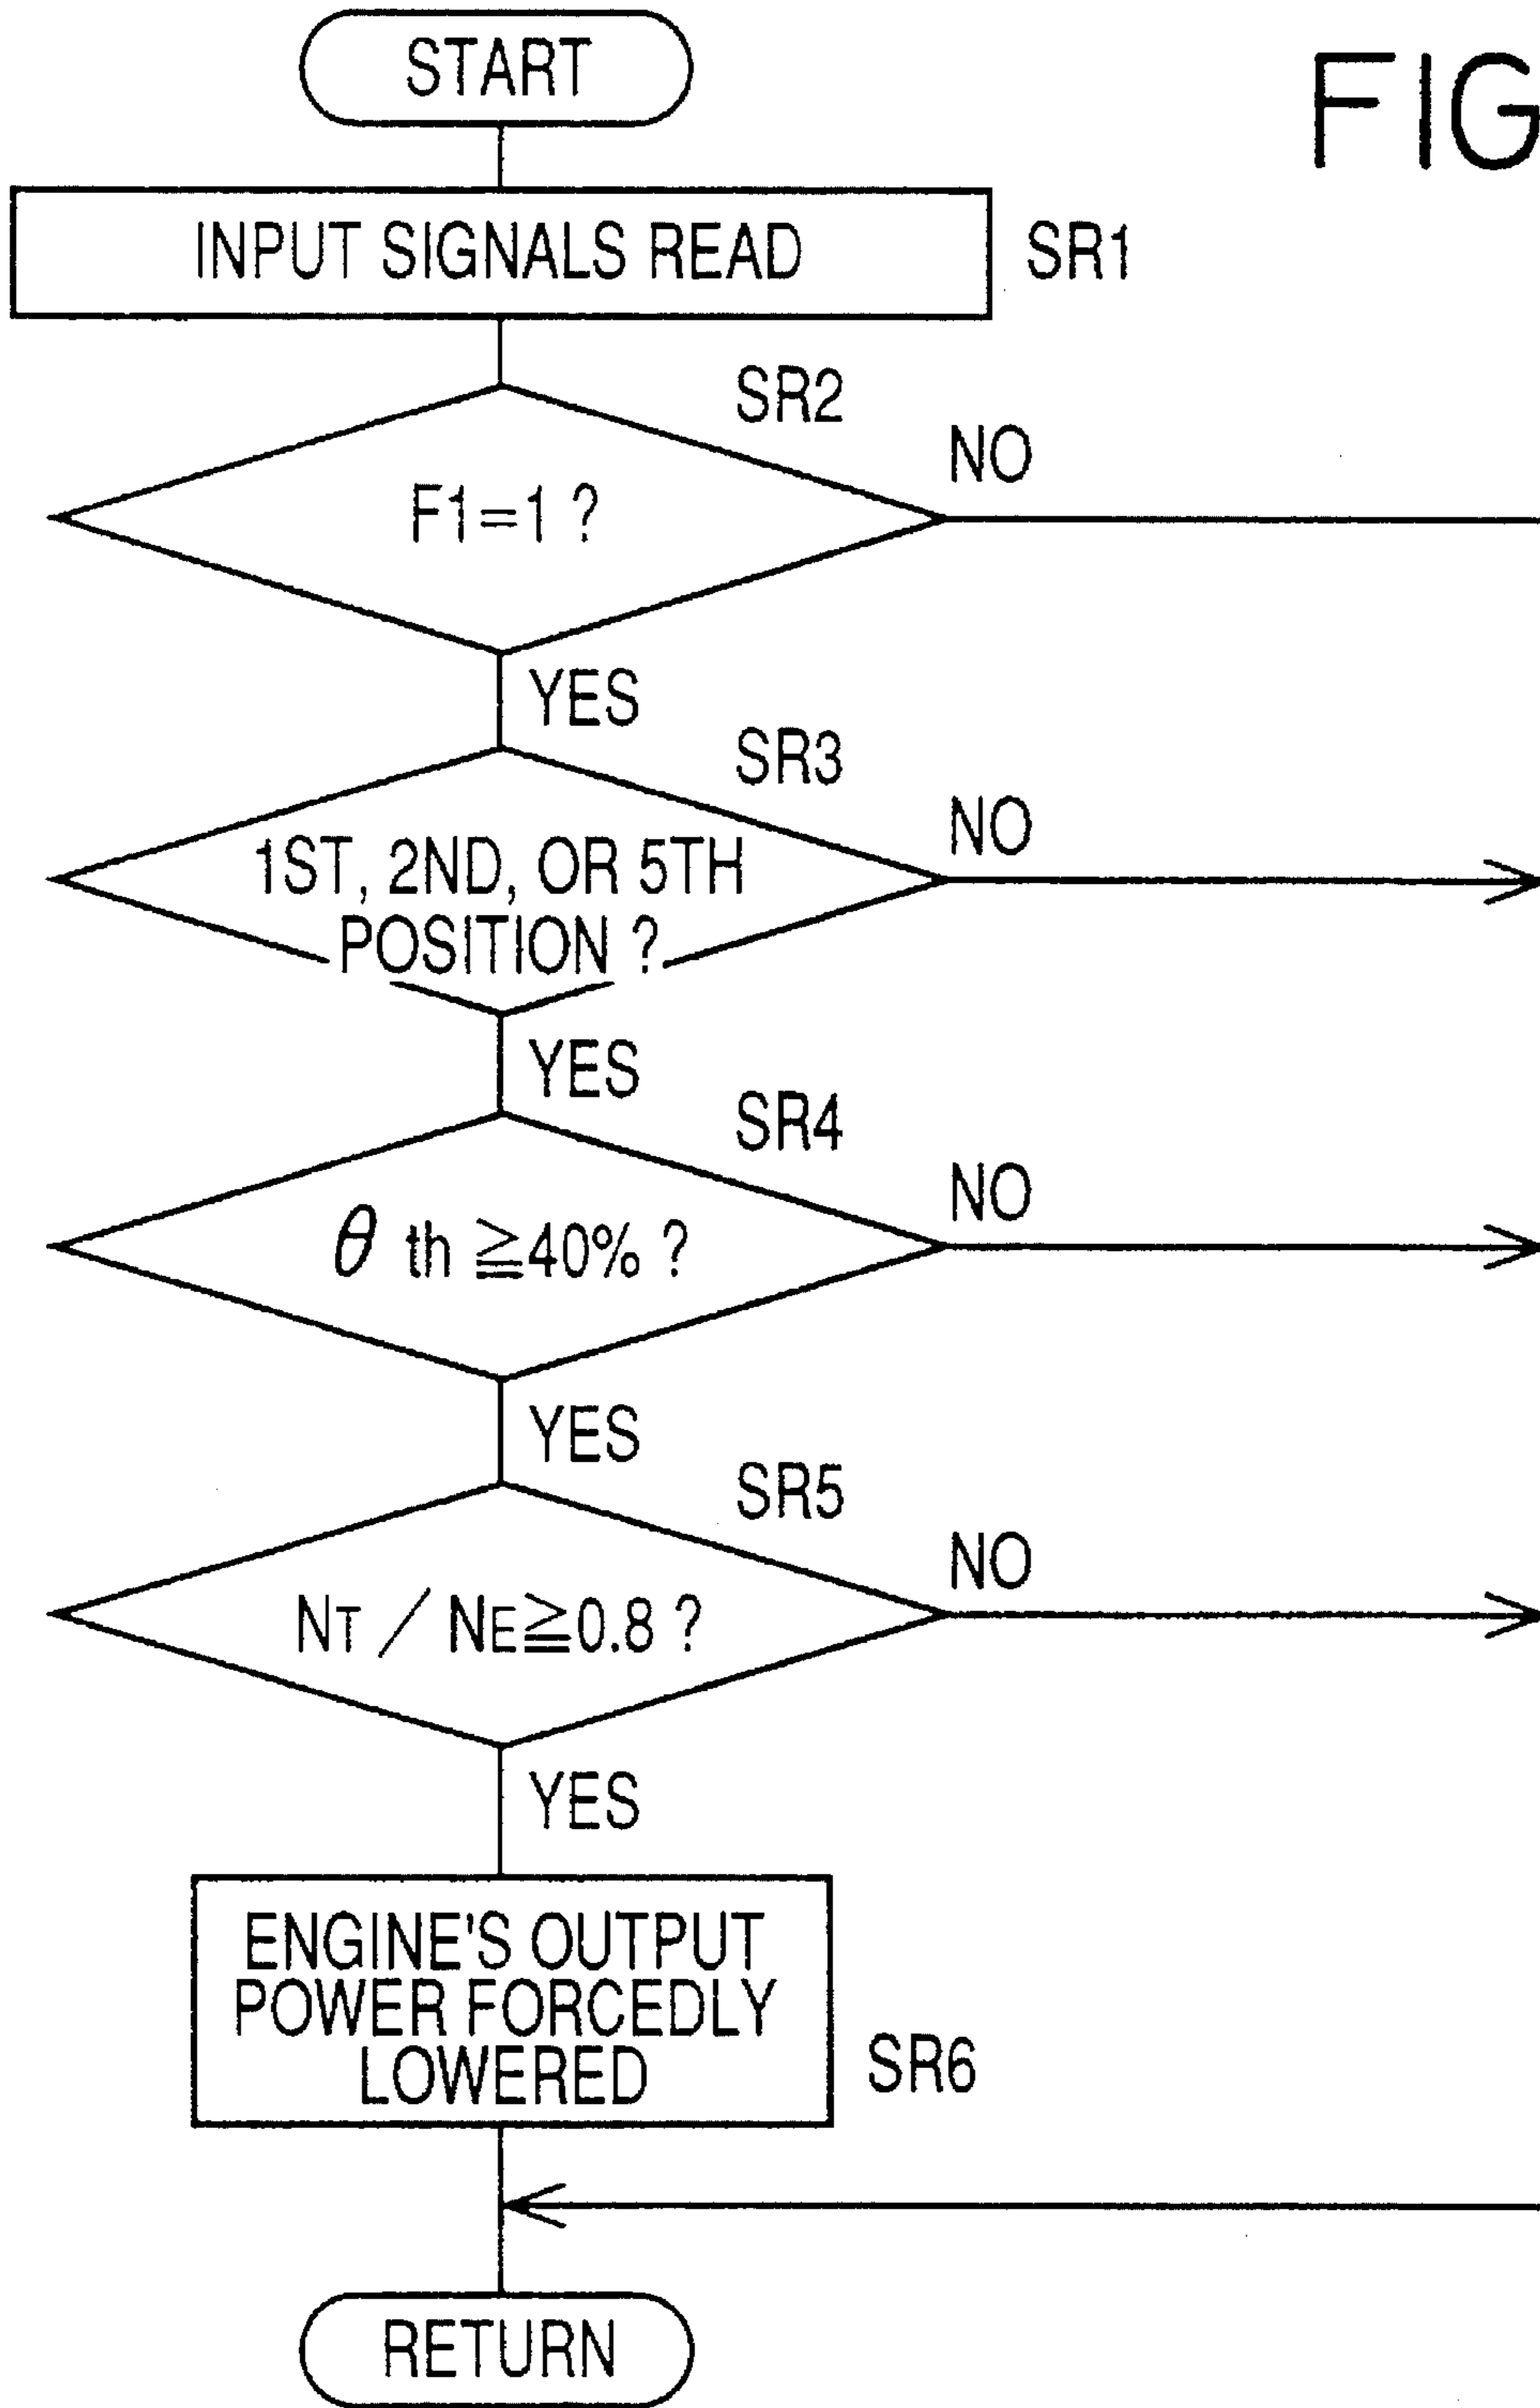 START
FIG
INPUT SIGNALS READ
SR1
SR2
NO
F1=1 ?
YES
SR3
NO
1ST, 2ND, OR 5TH
POSITION ?
YES
SR4
NO
θ th ≧40% ?
YES
SR5
NO
NT / NE≧0.8 ?
YES
ENGINE'S OUTPUT
POWER FORCEDLY
LOWERED
SR6
RETURN